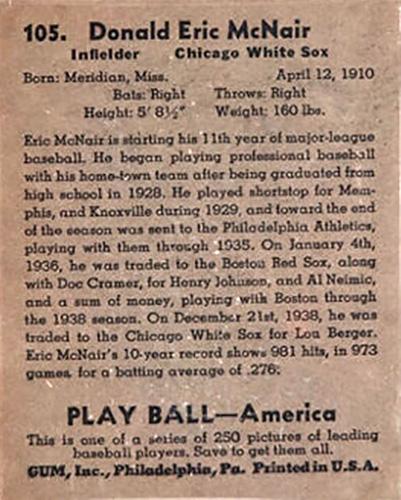 105. Donald Eric McNair
Infielder Chicago White Sox
Born: Meridian, Miss. April 12, 1910
Bats: Right Throws: Right
Height: 5' 8½" Weight: 160 lbs.
Eric McNair is starting his 11th year of major-league
baseball. He began playing professional baseball
with his home-town team after being graduated from
high school in 1928. He played shortstop for Mem-
phis, and Knoxville during 1929, and toward the end
of the season was sent to the Philadelphia Athletics,
playing with them through 1935. On January 4th,
1936, he was traded to the Boston Red Sox, along
with Doc Cramer, for Henry Johnson, and Al Neimic,
and a sum of money, playing with Boston through
the 1938 season. On December 21st, 1938, he was
traded to the Chicago White Sox for Lou Berger.
Eric McNair's 10-year record shows 981 hits, in 973
games, for a batting average of .276.
PLAY BALL—America
This is one of a series of 250 pictures of leading
baseball players. Save to get them all.
GUM, Inc., Philadelphia, Pa. Printed in U.S.A.